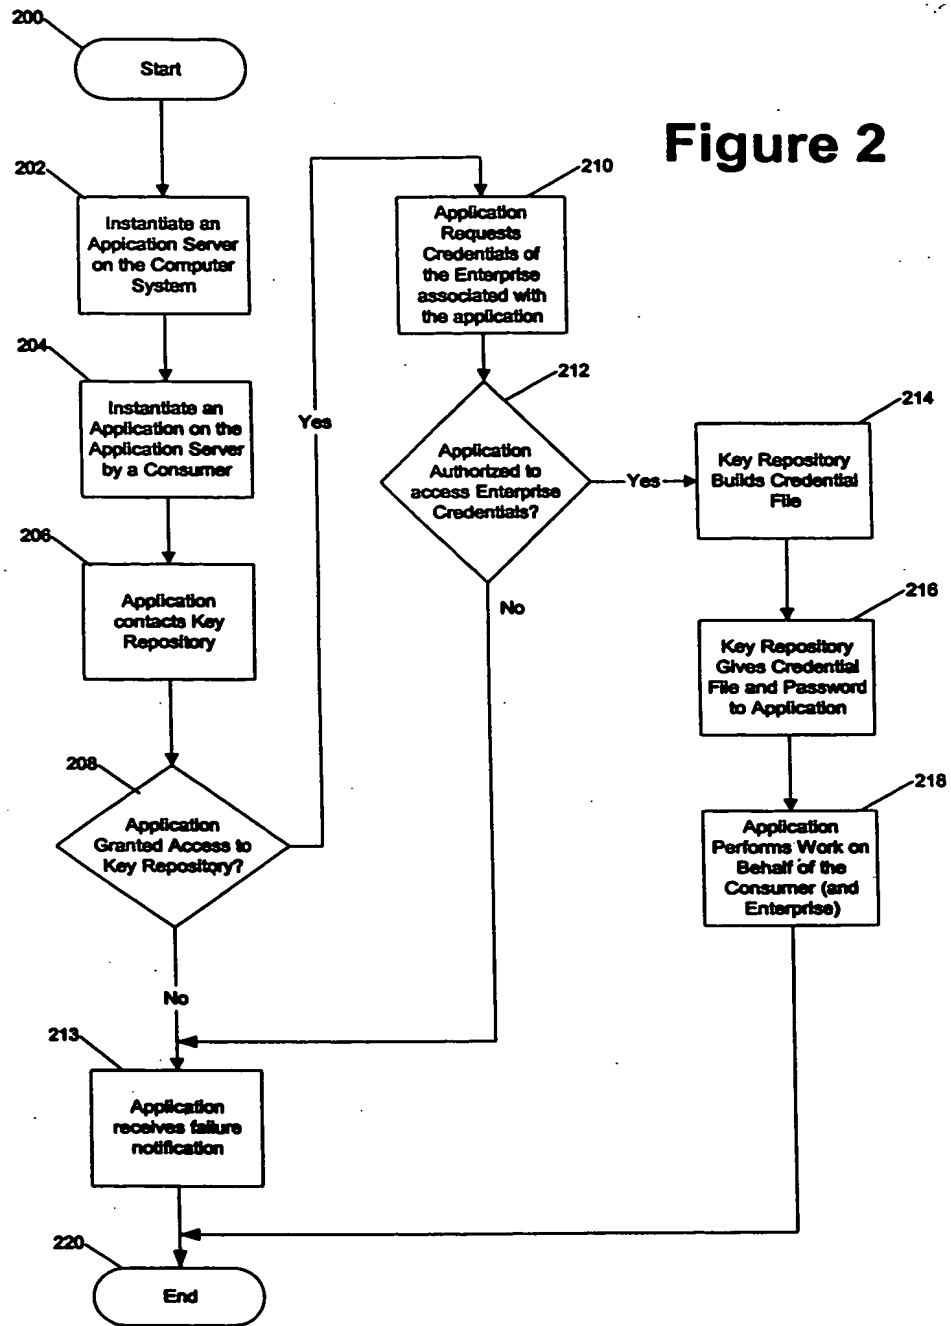 200
Start
Figure 2
202
Instantiate an
Appication Server
on the Computer
System
204
Instantiate an
Application on the
Application Server
by a Consumer
206
Application
contacts Key
Repository
208
Application
Granted Access to
Key Repository?
Yes
No
210
Application
Requests
Credentials of
the Enterprise
associated with
the application
212
Application
Authorized to
access Enterprise
Credentials?
Yes
No
213
Application
receives failure
notification
214
Key Repository
Builds Credential
File
216
Key Repository
Gives Credential
File and Password
to Application
218
Application
Performs Work on
Behalf of the
Consumer (and
Enterprise)
220
End